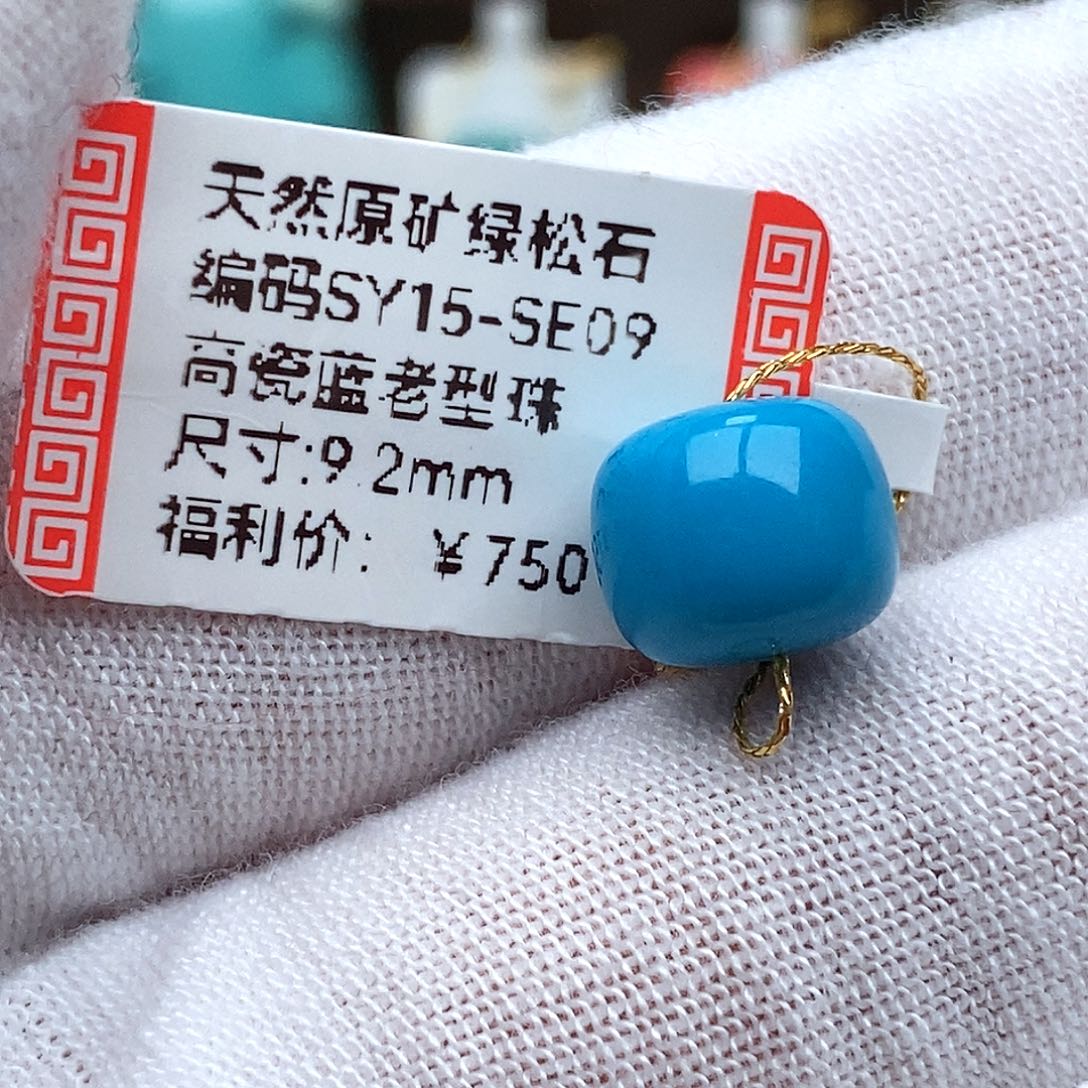 天然原矿绿松石
编码SY15-SE09
高瓷蓝老型珠
尺寸:9.2mm
福利价: ¥750